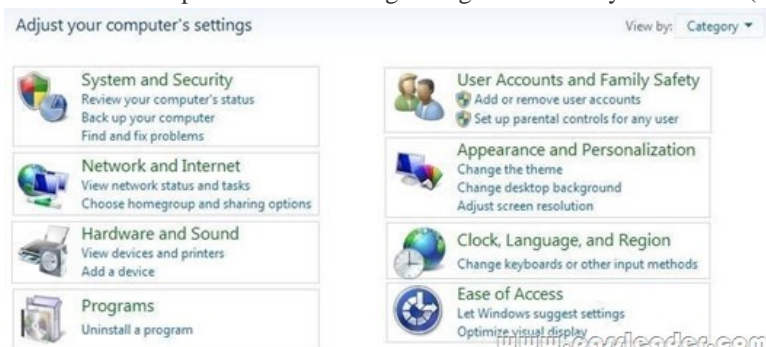 Adjust your computer's settings
View by: Category
System and Security
Review your computer's status
Back up your computer
Find and fix problems
Network and Internet
View network status and tasks
Choose homegroup and sharing options
Hardware and Sound
View devices and printers
Add a device
Programs
Uninstall a program
User Accounts and Family Safety
Add or remove user accounts
Set up parental controls for any user
Appearance and Personalization
Change the theme
Change desktop background
Adjust screen resolution
Clock, Language, and Region
Change keyboards or other input methods
Ease of Access
Let Windows suggest settings
Optimize visual display